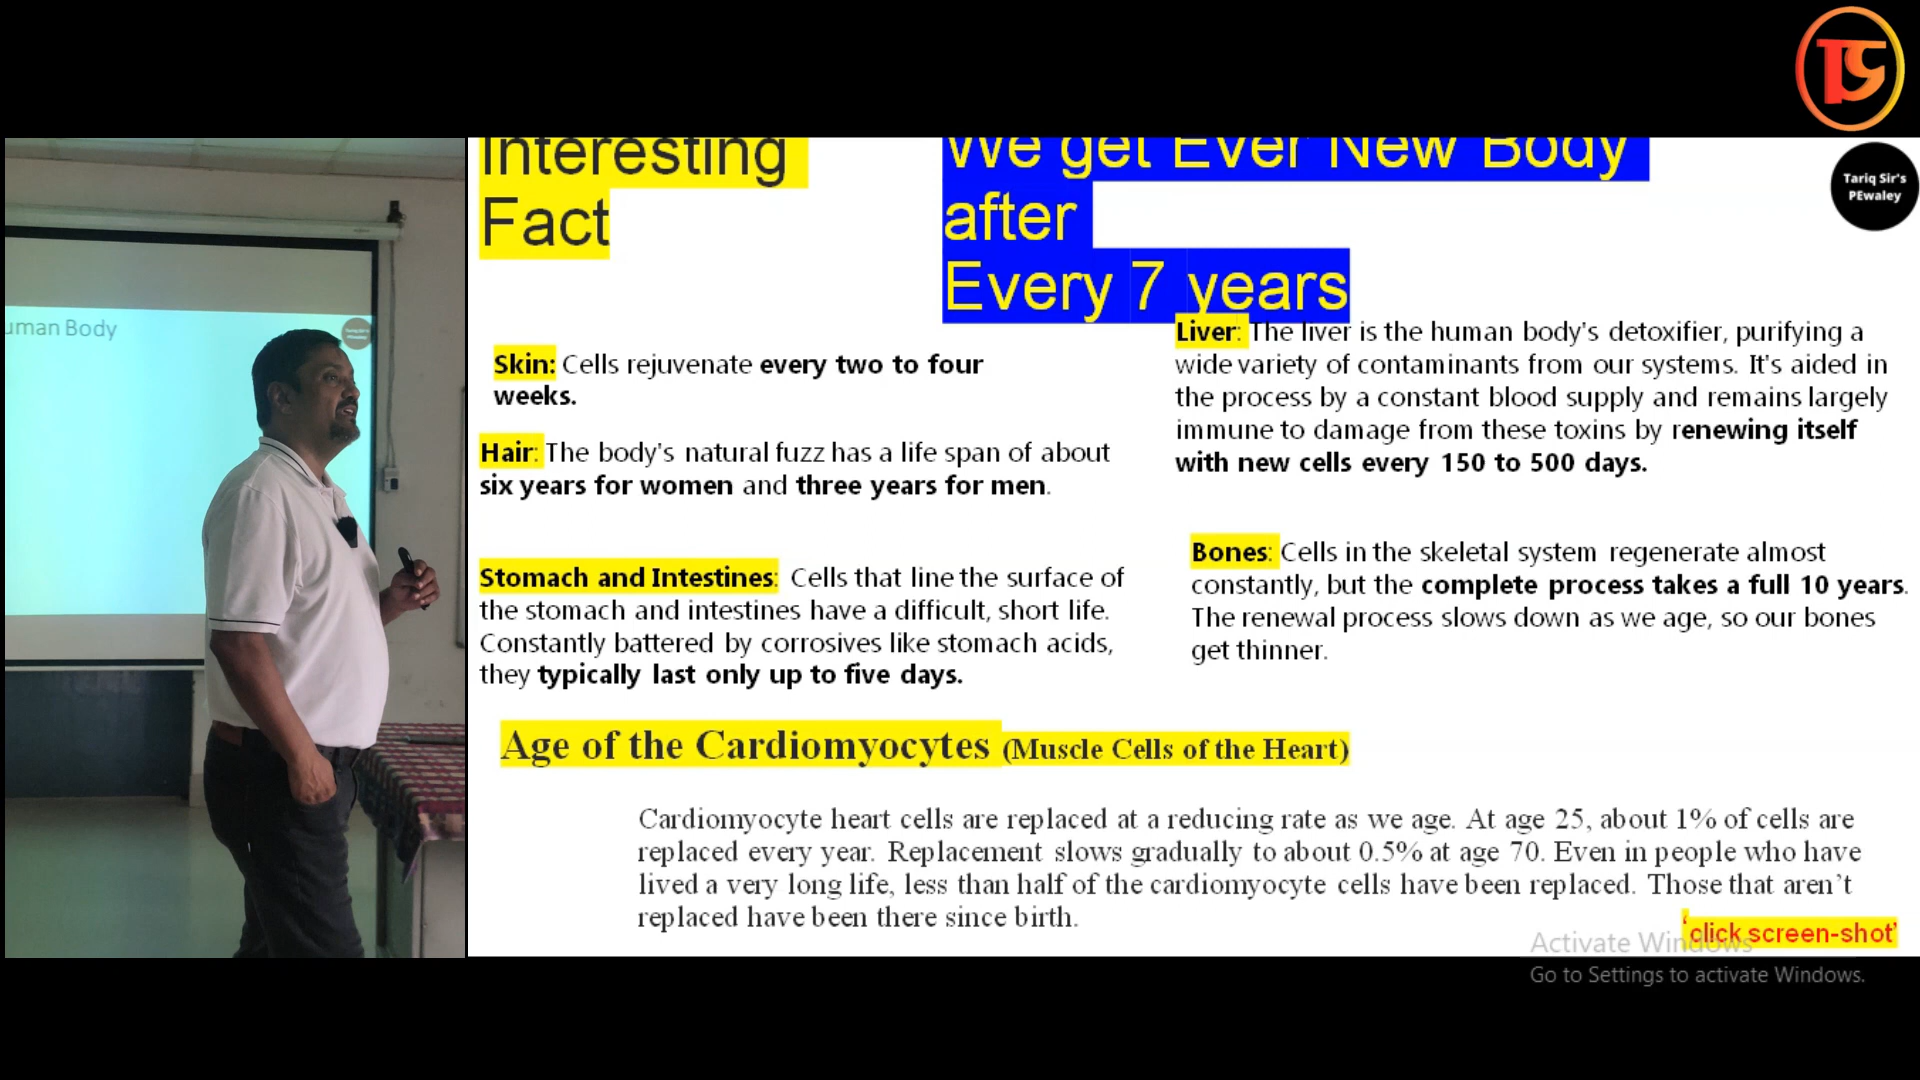 Interesting
Fact
We get Ever New Body
after
Every 7 years
Tariq Sir's
PEwaley
uman Body
Skin: Cells rejuvenate every two to four
weeks.
Hair: The body's natural fuzz has a life span of about
six years for women and three years for men.
Stomach and Intestines: Cells that line the surface of
the stomach and intestines have a difficult, short life.
Constantly battered by corrosives like stomach acids,
they typically last only up to five days.
Liver: The liver is the human body's detoxifier, purifying a
wide variety of contaminants from our systems. It's aided in
the process by a constant blood supply and remains largely
immune to damage from these toxins by renewing itself
with new cells every 150 to 500 days.
Bones: Cells in the skeletal system regenerate almost
constantly, but the complete process takes a full 10 years.
The renewal process slows down as we age, so our bones
get thinner.
Age of the Cardiomyocytes (Muscle Cells of the Heart)
Cardiomyocyte heart cells are replaced at a reducing rate as we age. At age 25, about 1% of cells are
replaced every year. Replacement slows gradually to about 0.5% at age 70. Even in people who have
lived a very long life, less than half of the cardiomyocyte cells have been replaced. Those that aren't
replaced have been there since birth.
'click screen-shot'
Activate Windows
Go to Settings to activate Windows.